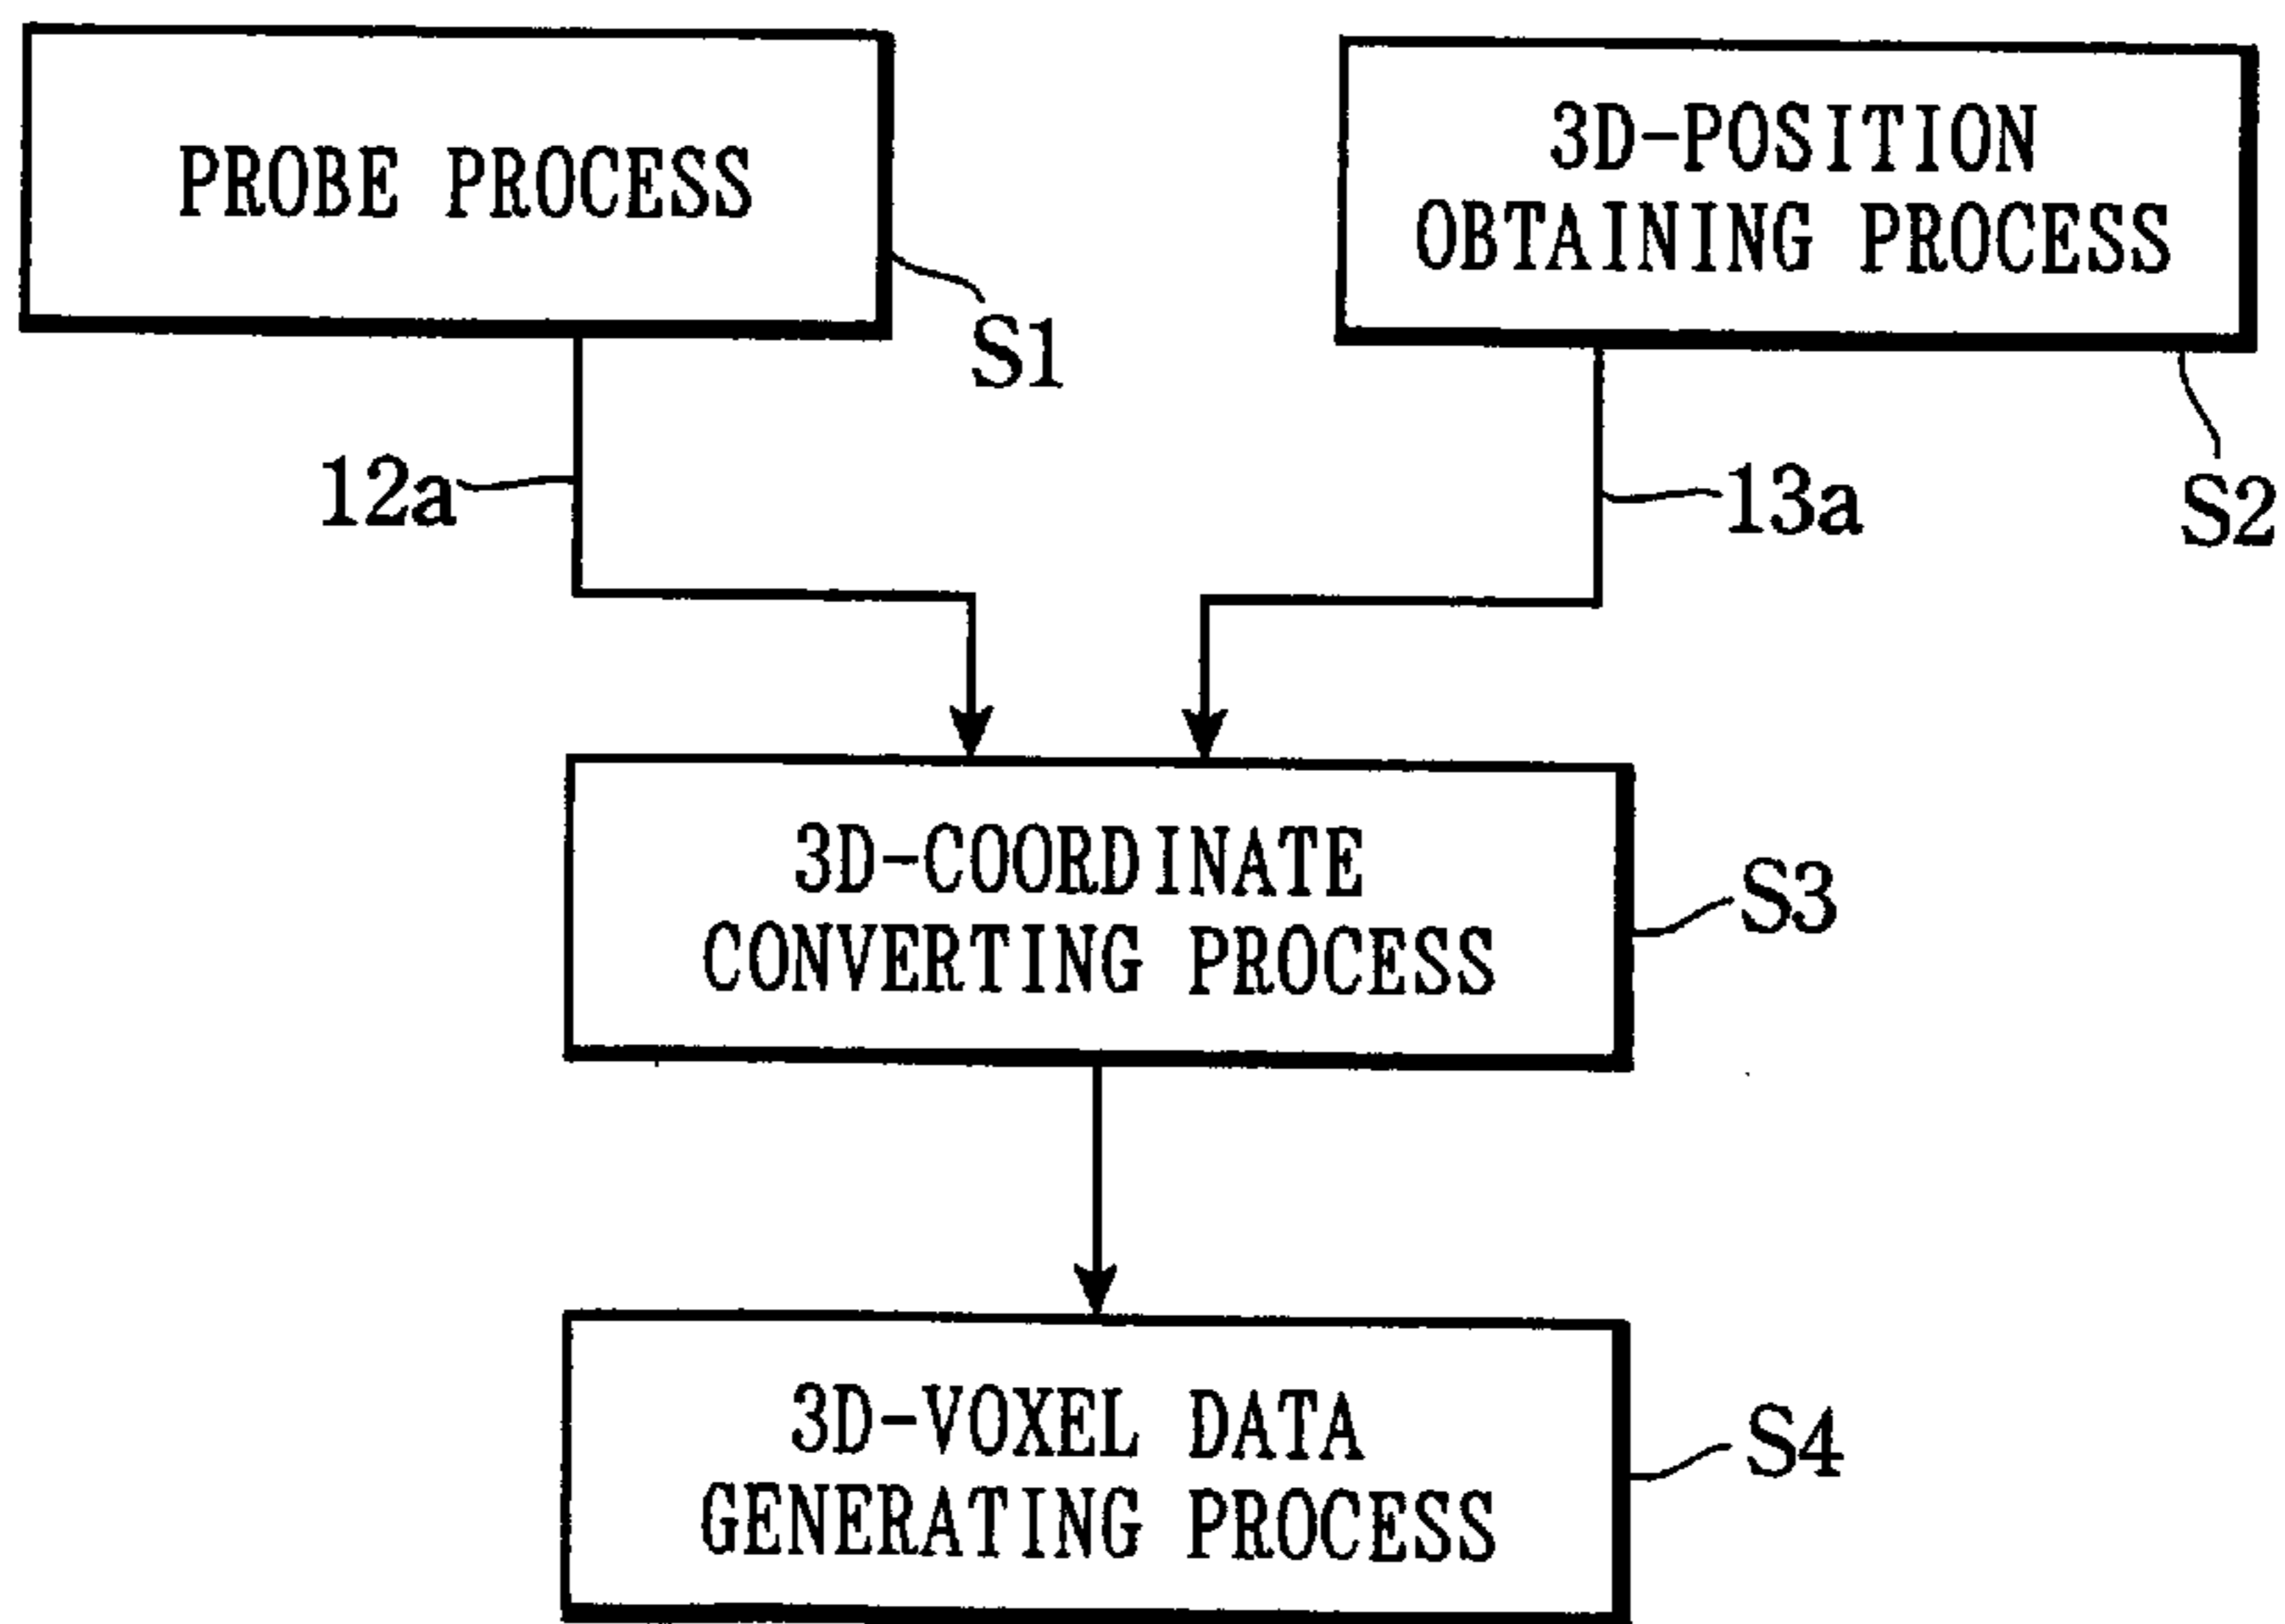 PROBE PROCESS
S1
3D-POSITION
OBTAINING PROCESS
S2
12a
13a
3D-COORDINATE
CONVERTING PROCESS
S3
3D-VOXEL DATA
GENERATING PROCESS
S4